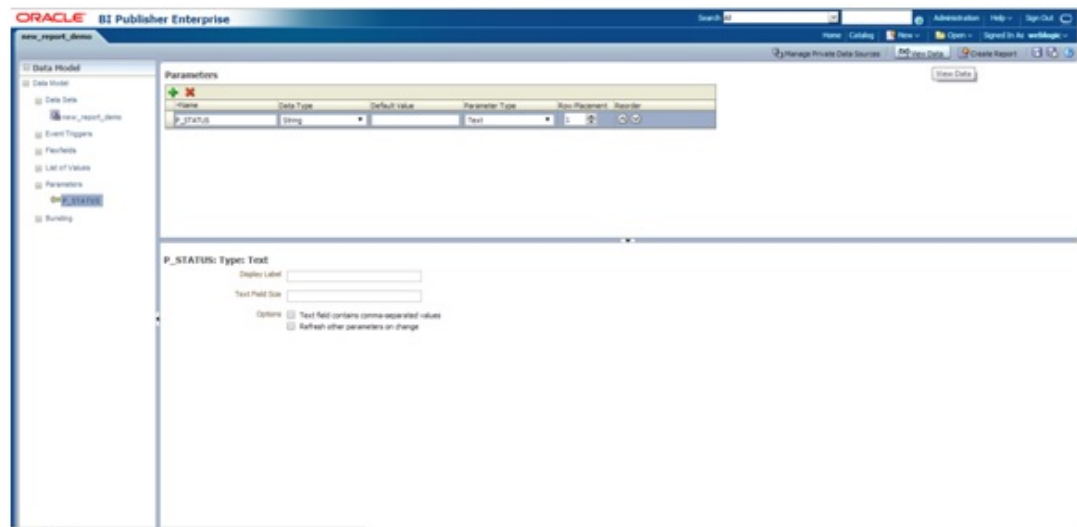 ORACLE BI Publisher Enterprise
Search All
Administration Help Sign Out
new_report_demo
Home Catalog New Open Signed In As weblogic
Manage Private Data Sources View Data Create Report
View Data
Data Model
Data Model
Data Sets
new_report_demo
Event Triggers
Flexfields
List of Values
Parameters
P_STATUS
Bursting
Parameters
*Name Data Type Default Value Parameter Type Row Placement Reorder
P_STATUS String Text 1
P_STATUS: Type: Text
Display Label
Text Field Size
Options Text field contains comma-separated values
Refresh other parameters on change